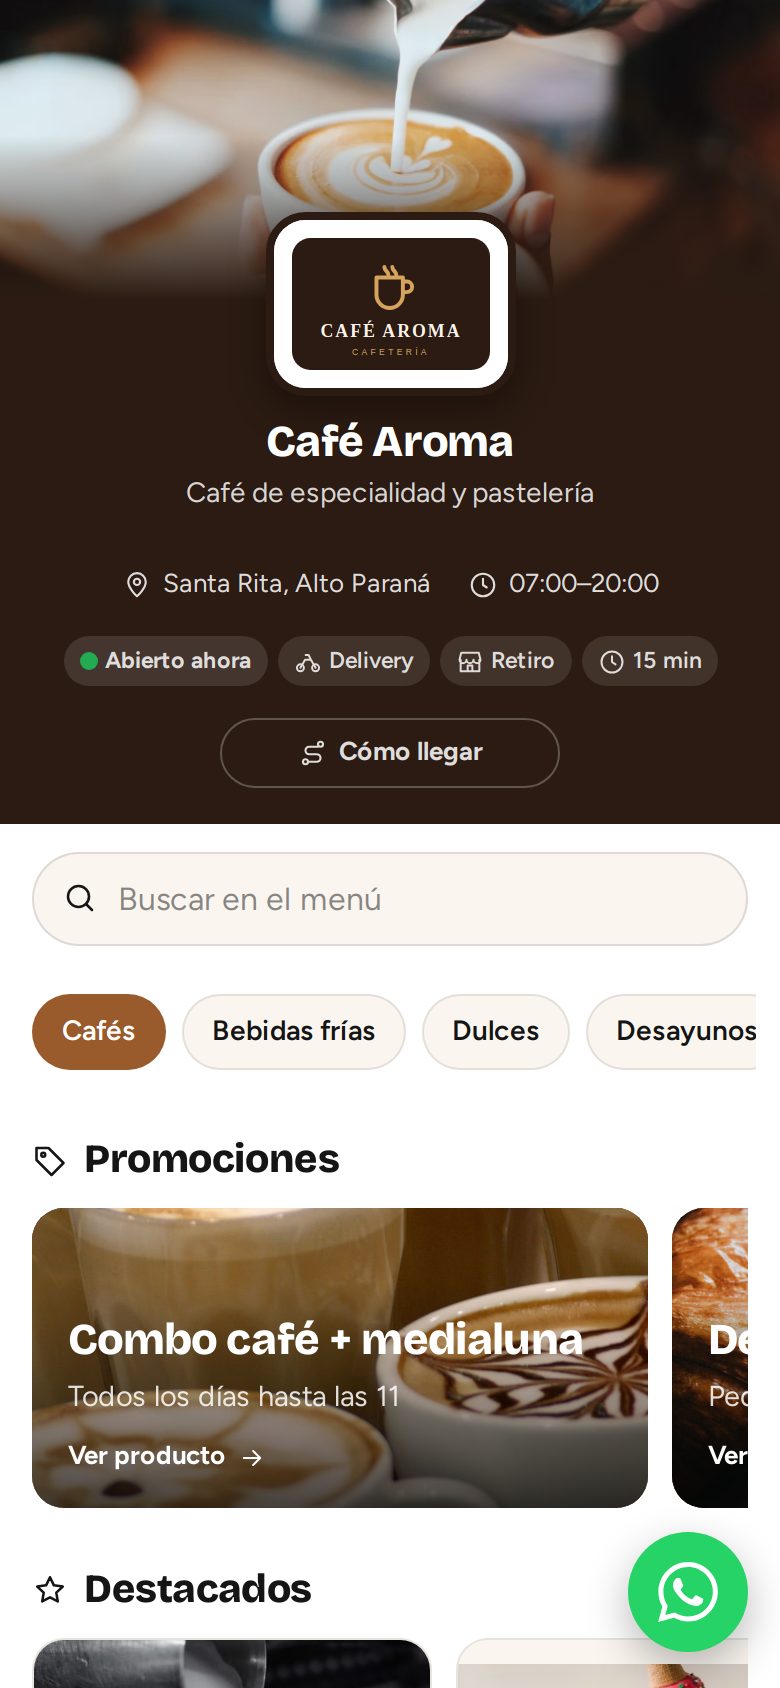 CAFÉ AROMA
CAFETERÍA
Café Aroma
Café de especialidad y pastelería
Santa Rita, Alto Paraná 07:00–20:00
Abierto ahora Delivery Retiro 15 min
Cómo llegar
Buscar en el menú
Cafés Bebidas frías Dulces Desayunos
Promociones
Combo café + medialuna
Todos los días hasta las 11
Ver producto →
Ver
Destacados